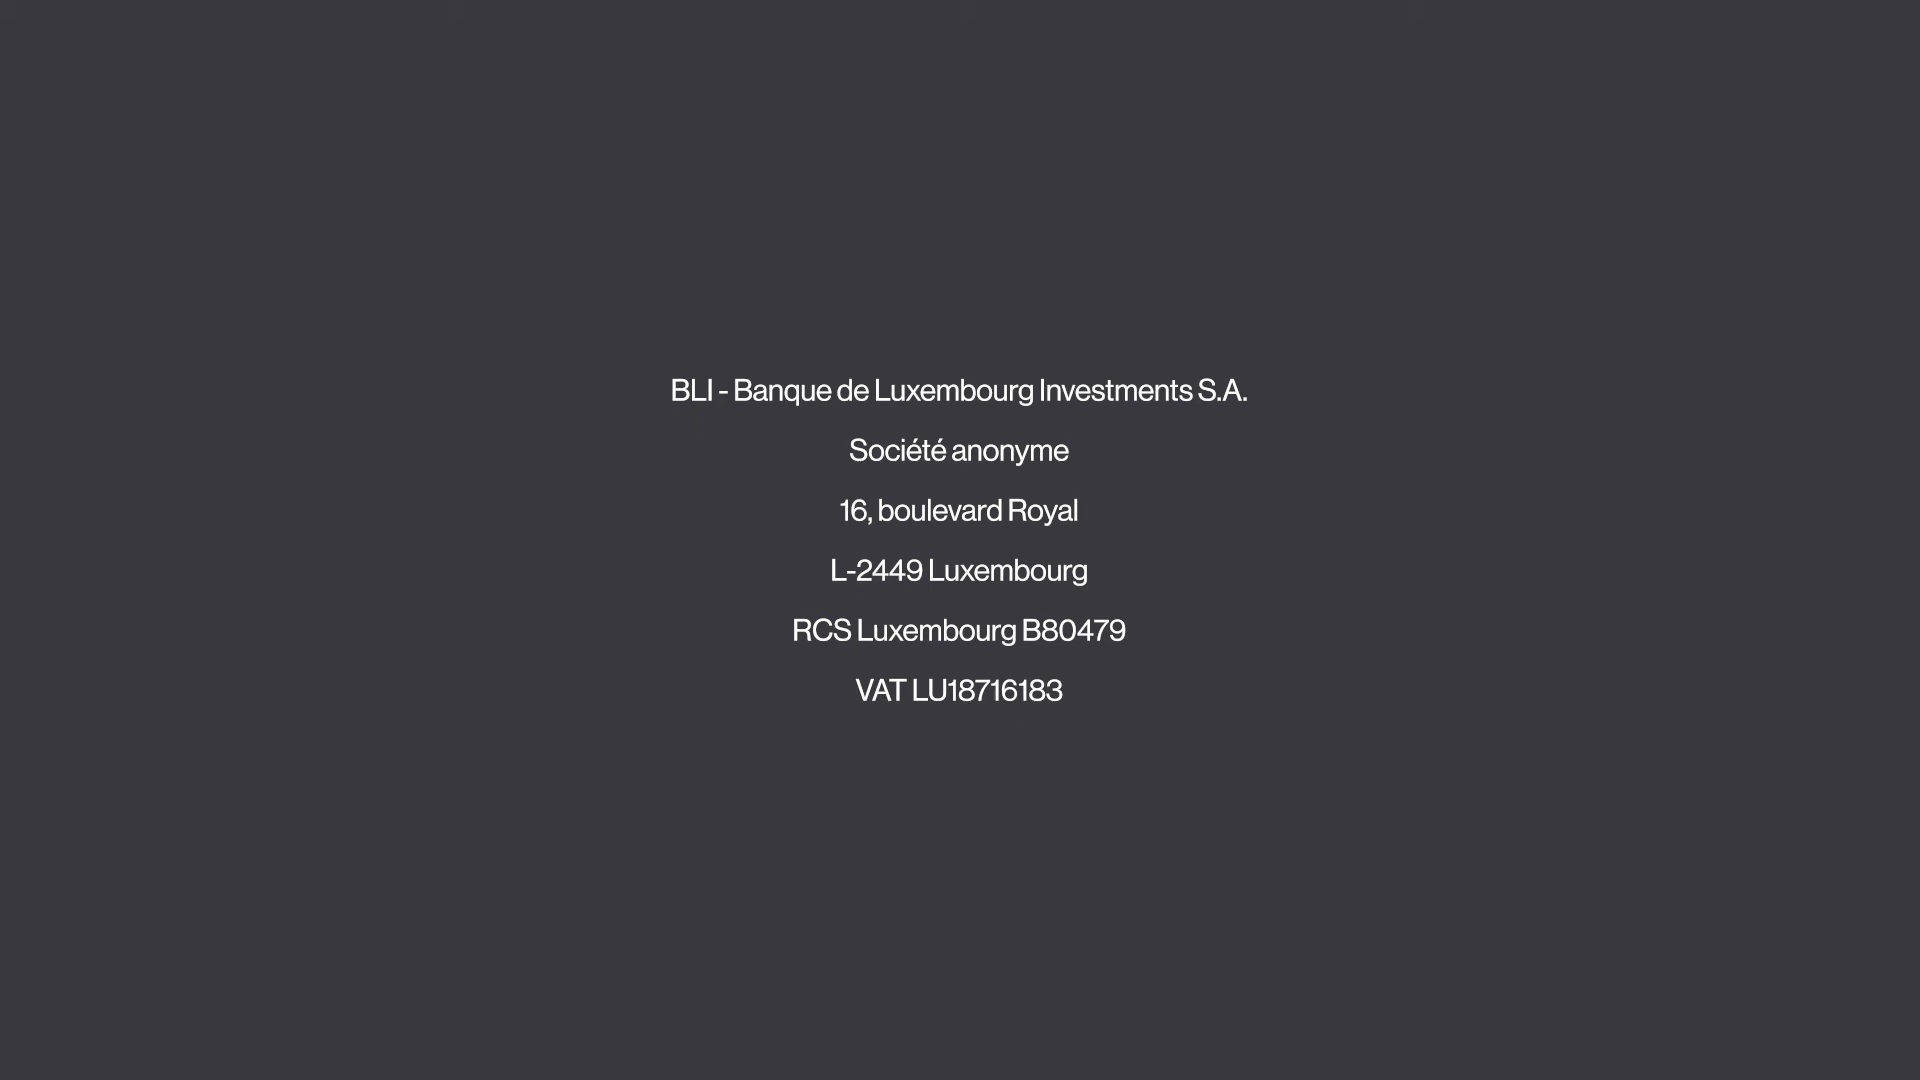 BLI - Banque de Luxembourg Investments S.A.
Société anonyme
16, boulevard Royal
L-2449 Luxembourg
RCS Luxembourg B80479
VAT LU18716183